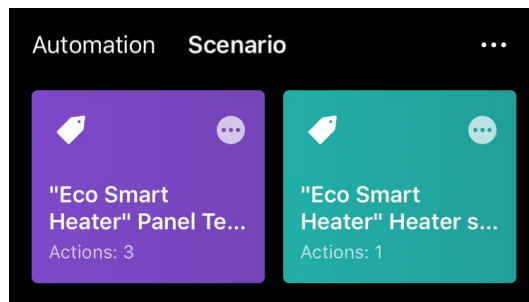 Automation Scenario
"Eco Smart
Heater" Panel Te...
Actions: 3
"Eco Smart
Heater" Heater s...
Actions: 1